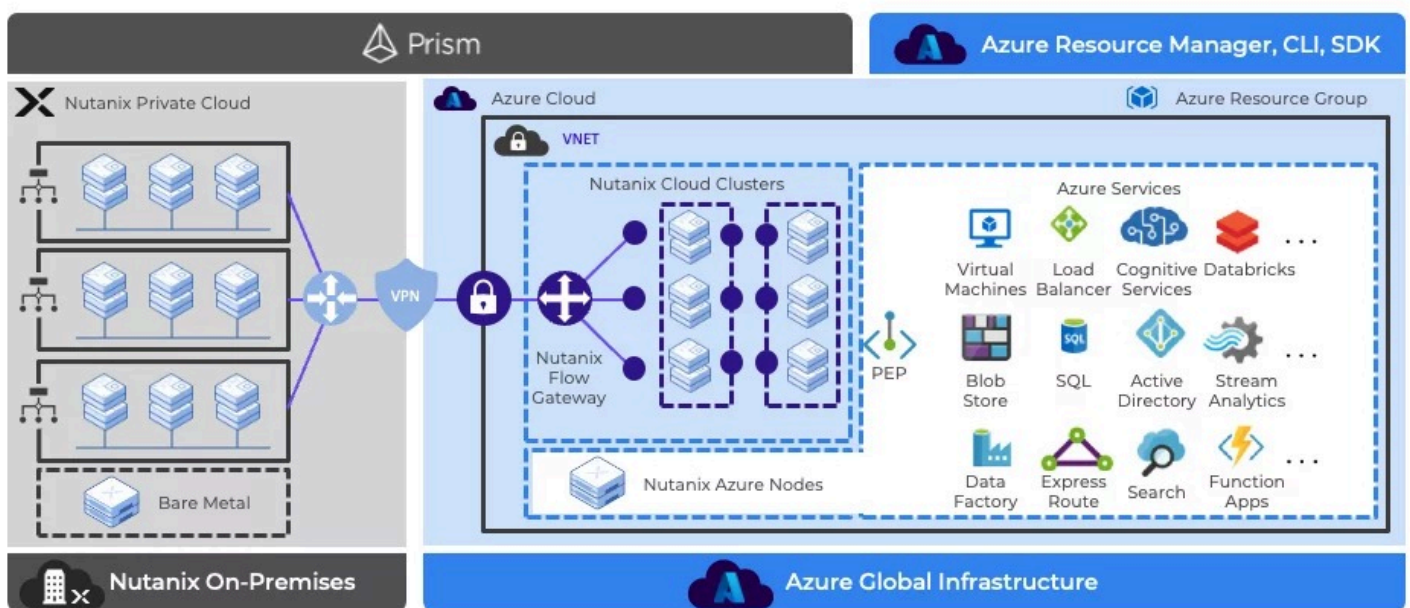 Prism
Azure Resource Manager, CLI, SDK
Nutanix Private Cloud
Azure Cloud
Azure Resource Group
VNET
Nutanix Cloud Clusters
Azure Services
Virtual
Machines
Load
Balancer
Cognitive
Services
Databricks
...
VPN
Nutanix
Flow
Gateway
PEP
Blob
Store
SQL
SQL
Active
Directory
Stream
Analytics
...
Bare Metal
Nutanix Azure Nodes
Data
Factory
Express
Route
Search
Function
Apps
...
Nutanix On-Premises
Azure Global Infrastructure